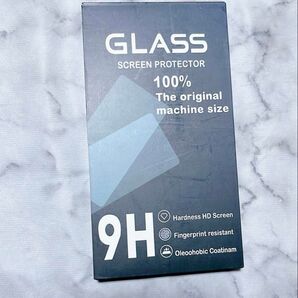 GLASS
SCREEN PROTECTOR
100%
The original
machine size
9H
Hardness HD Screen
Fingerprint resistant
Oleoohobic Coatinam